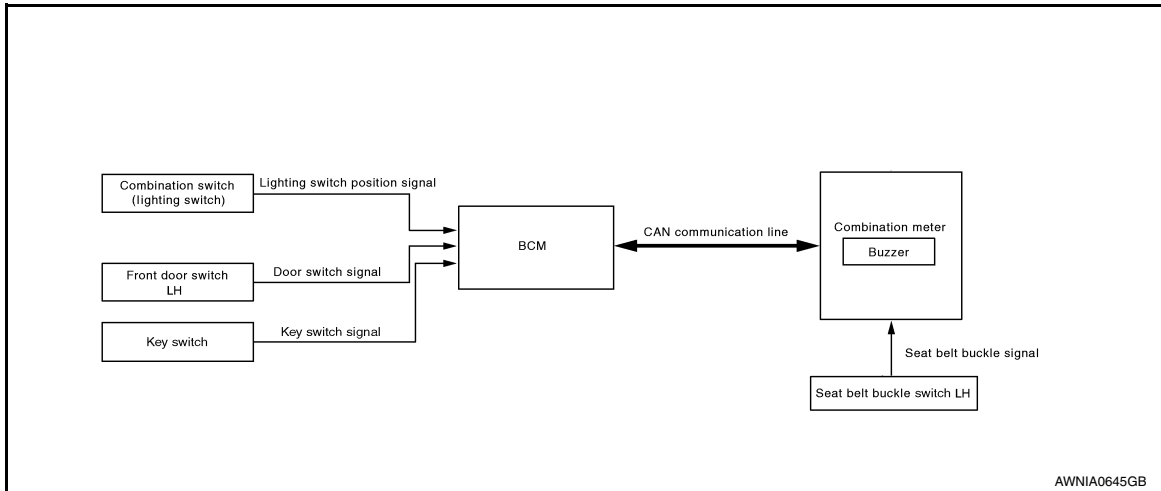 Combination switch
(lighting switch)
Lighting switch position signal
Front door switch
LH
Door switch signal
Key switch
Key switch signal
BCM
CAN communication line
Combination meter
Buzzer
Seat belt buckle signal
Seat belt buckle switch LH
AWNIA0645GB